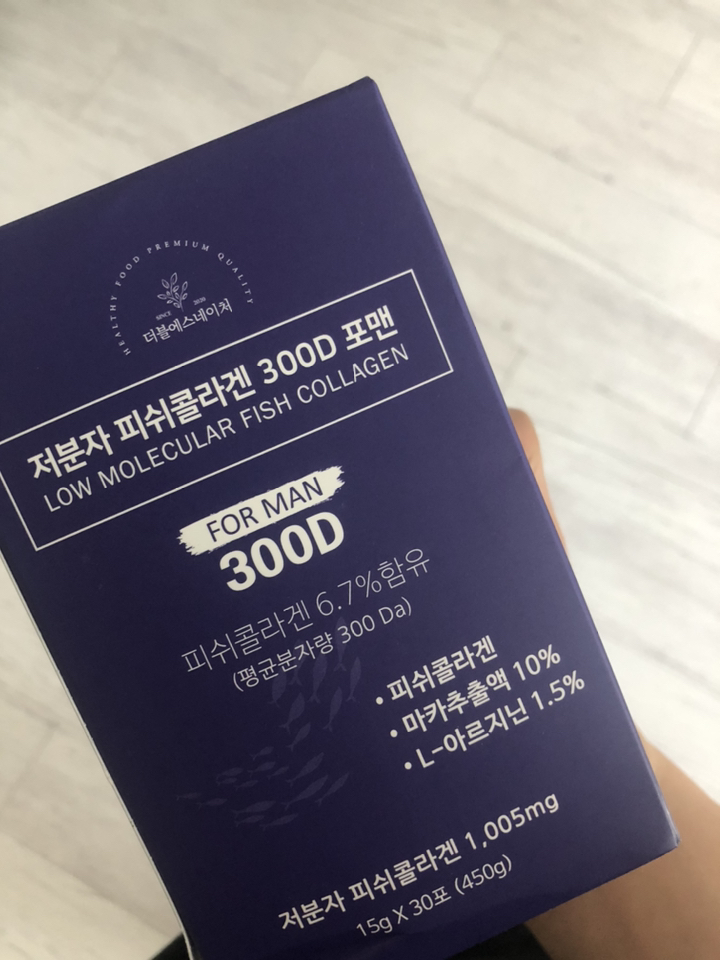 HEALTHY FOOD PREMIUM QUALITY
SINCE 2020
더블에스네이처
저분자 피쉬콜라겐 300D 포맨
LOW MOLECULAR FISH COLLAGEN
FOR MAN
300D
피쉬콜라겐 6.7%함유
(평균분자량 300 Da)
• 피쉬콜라겐
• 마카추출액 10%
• L-아르지닌 1.5%
저분자 피쉬콜라겐 1,005mg
15g X 30포 (450g)